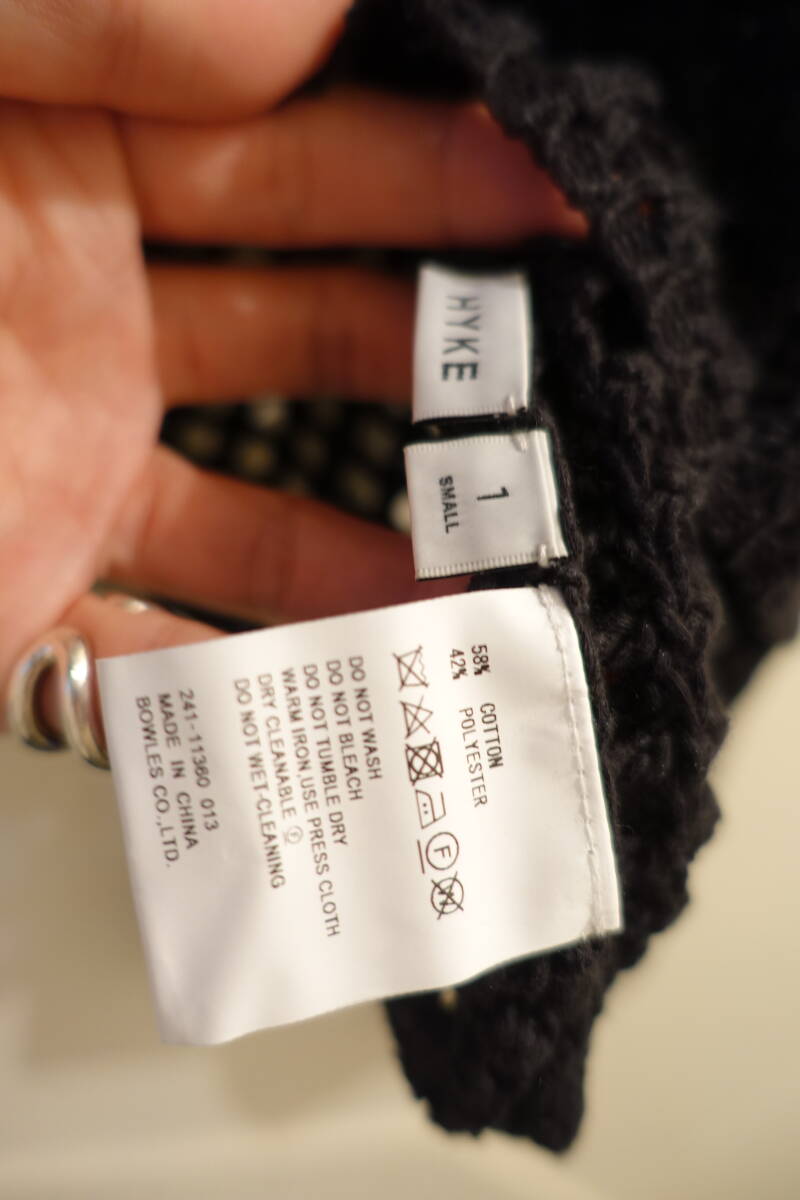 HYKE
1
SMALL
58% COTTON
42% POLYESTER
DO NOT WASH
DO NOT BLEACH
DO NOT TUMBLE DRY
WARM IRON,USE PRESS CLOTH
DRY CLEANABLE Ⓕ
DO NOT WET-CLEANING
241-11360 013
MADE IN CHINA
BOWLES CO.,LTD.